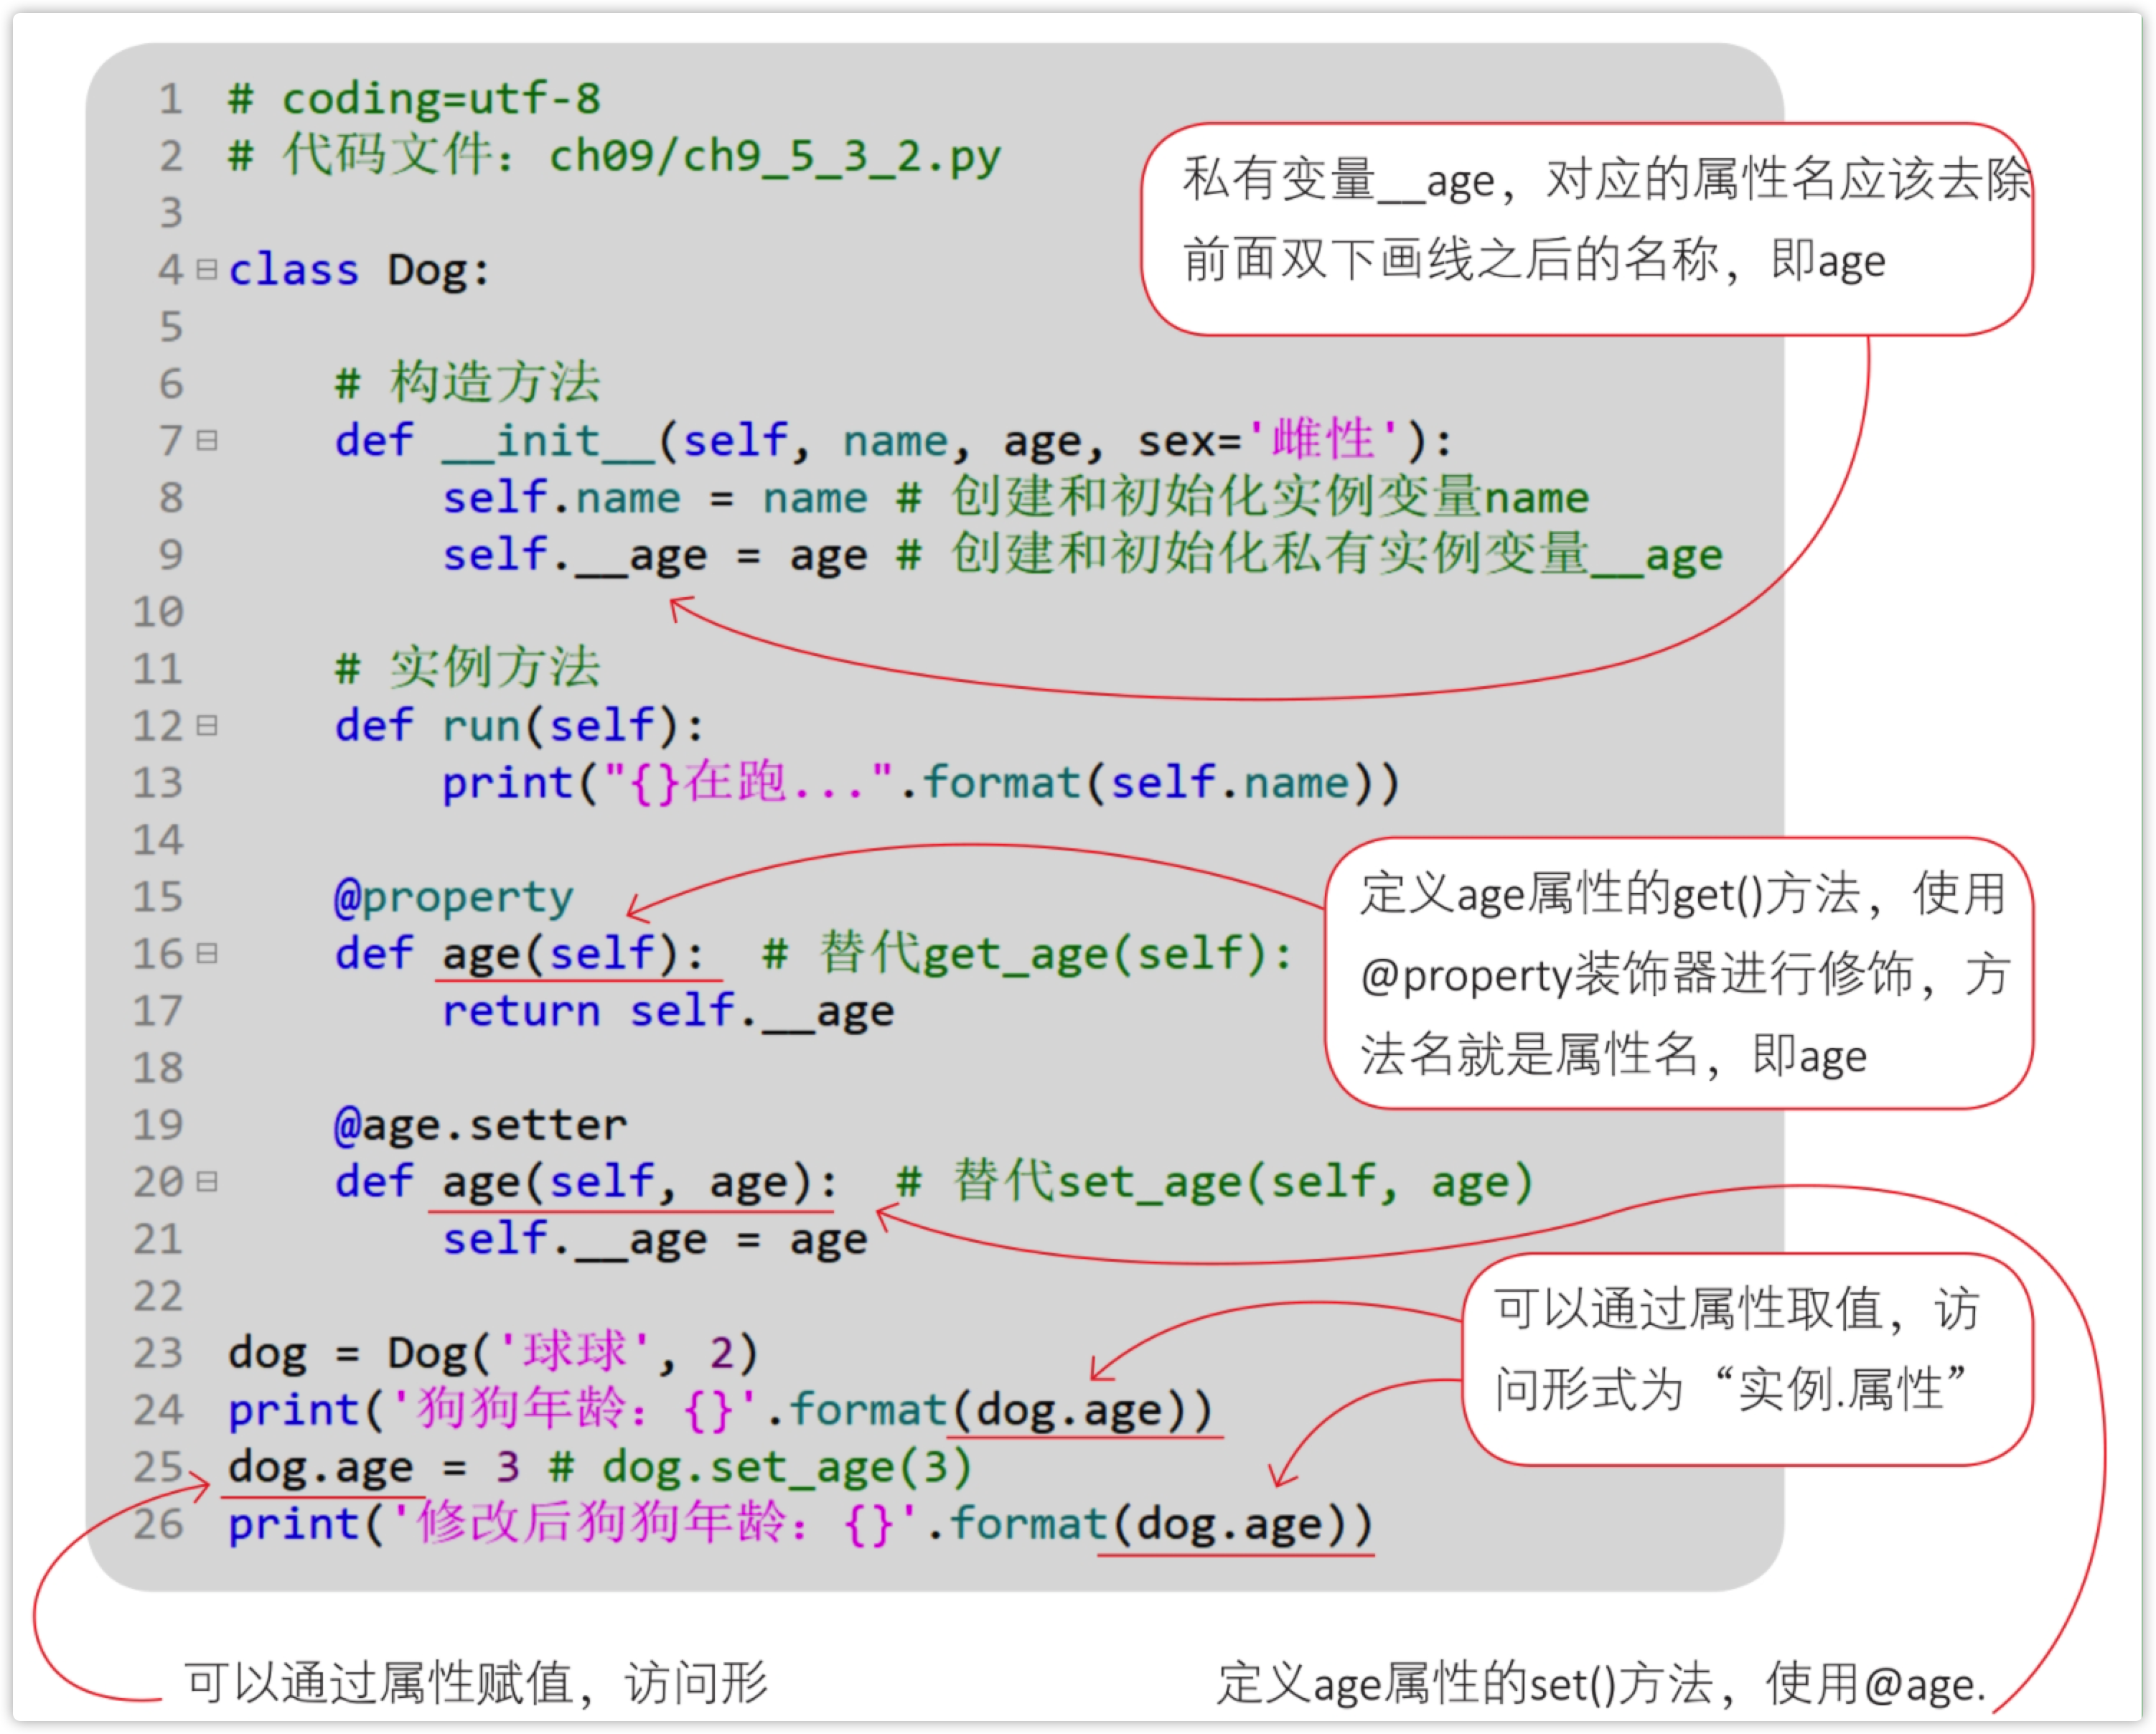 1 # coding=utf-8
2 # 代码文件：ch09/ch9_5_3_2.py
3
4 class Dog:
5
6 # 构造方法
7 def __init__(self, name, age, sex='雌性'):
8 self.name = name # 创建和初始化实例变量name
9 self.__age = age # 创建和初始化私有实例变量__age
10
11 # 实例方法
12 def run(self):
13 print("{}在跑...".format(self.name))
14
15 @property
16 def age(self): # 替代get_age(self):
17 return self.__age
18
19 @age.setter
20 def age(self, age): # 替代set_age(self, age)
21 self.__age = age
22
23 dog = Dog('球球', 2)
24 print('狗狗年龄：{}'.format(dog.age))
25 dog.age = 3 # dog.set_age(3)
26 print('修改后狗狗年龄：{}'.format(dog.age))
私有变量__age，对应的属性名应该去除
前面双下画线之后的名称，即age
定义age属性的get()方法，使用
@property装饰器进行修饰，方
法名就是属性名，即age
可以通过属性取值，访
问形式为“实例.属性”
可以通过属性赋值，访问形
定义age属性的set()方法，使用@age.